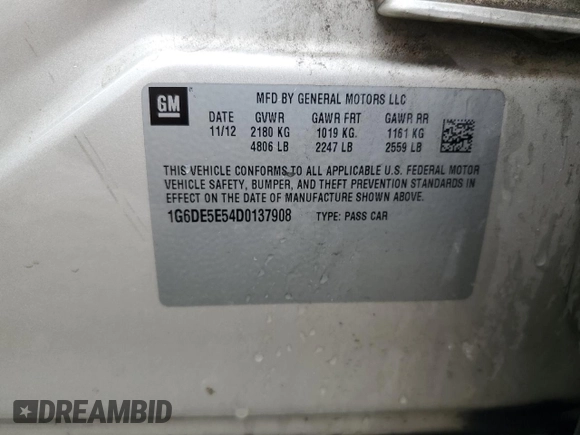 GM
MFD BY GENERAL MOTORS LLC
DATE GVWR GAWR FRT GAWR RR
11/12 2180 KG 1019 KG. 1161 KG
4806 LB 2247 LB 2559 LB
THIS VEHICLE CONFORMS TO ALL APPLICABLE U.S. FEDERAL MOTOR
VEHICLE SAFETY, BUMPER, AND THEFT PREVENTION STANDARDS IN
EFFECT ON THE DATE OF MANUFACTURE SHOWN ABOVE.
1G6DE5E54D0137908 TYPE: PASS CAR
DREAMBID